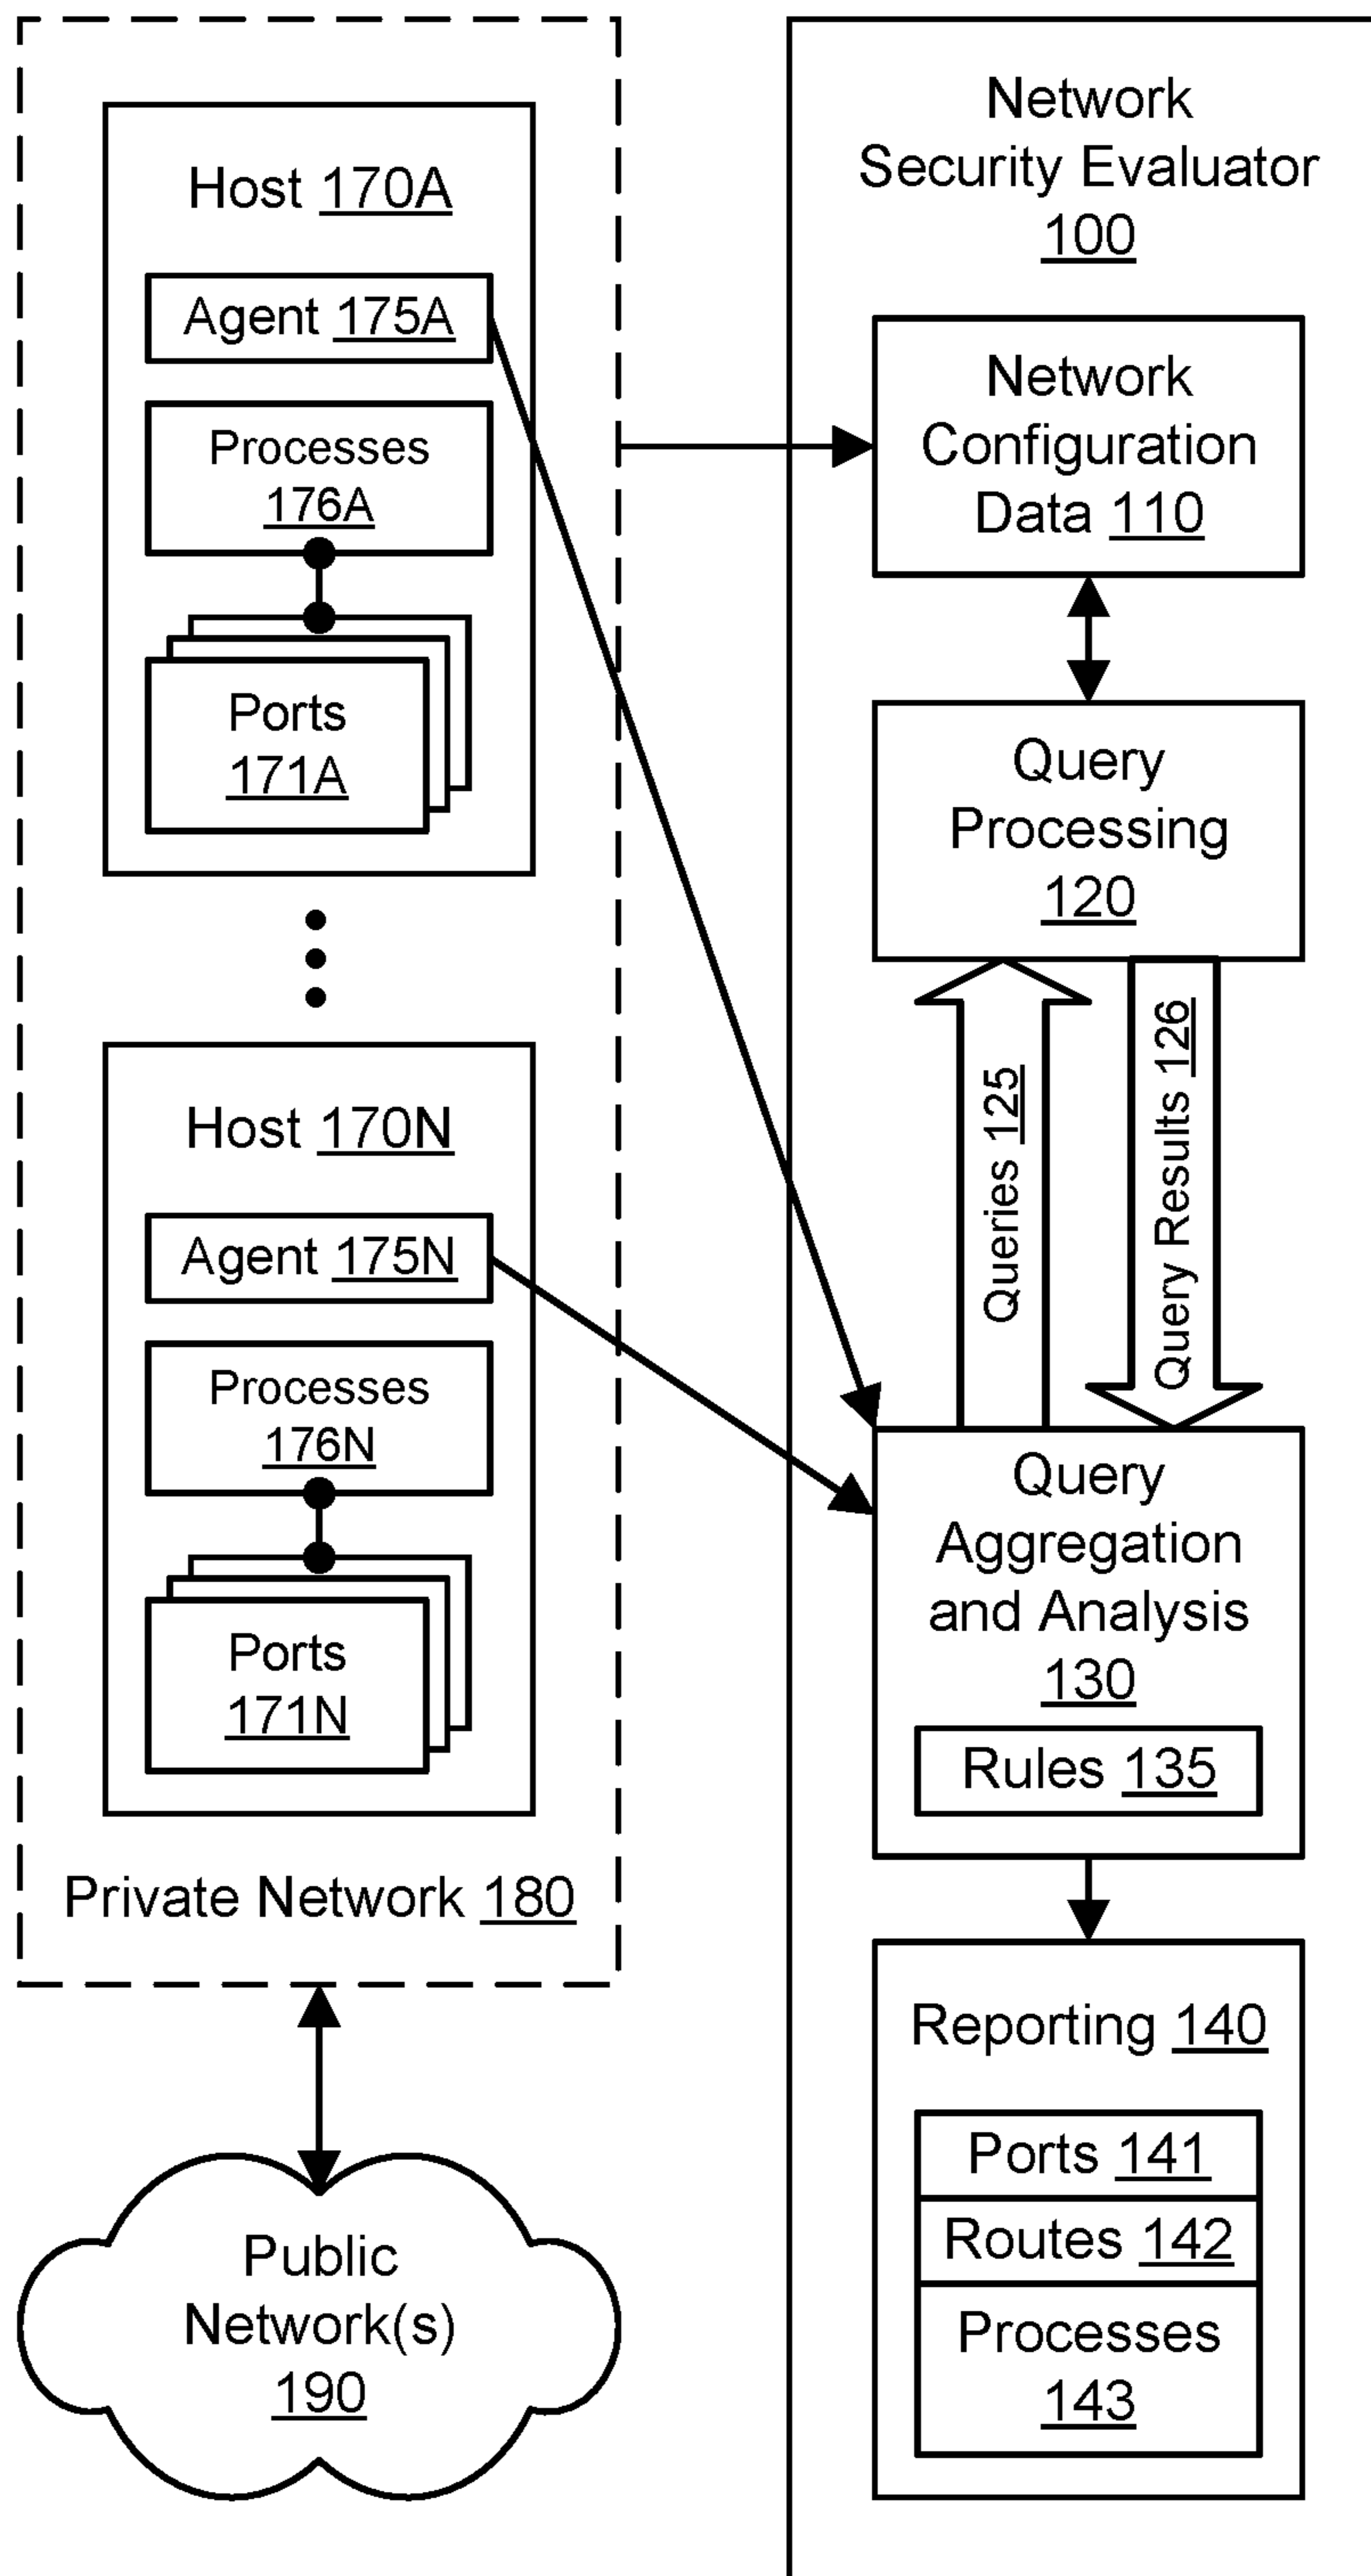 Host 170A
Agent 175A
Processes
176A
Ports
171A
Host 170N
Agent 175N
Processes
176N
Ports
171N
Private Network 180
Public
Network(s)
190
Network
Security Evaluator
100
Network
Configuration
Data 110
Query
Processing
120
Queries 125
Query Results 126
Query
Aggregation
and Analysis
130
Rules 135
Reporting 140
Ports 141
Routes 142
Processes
143